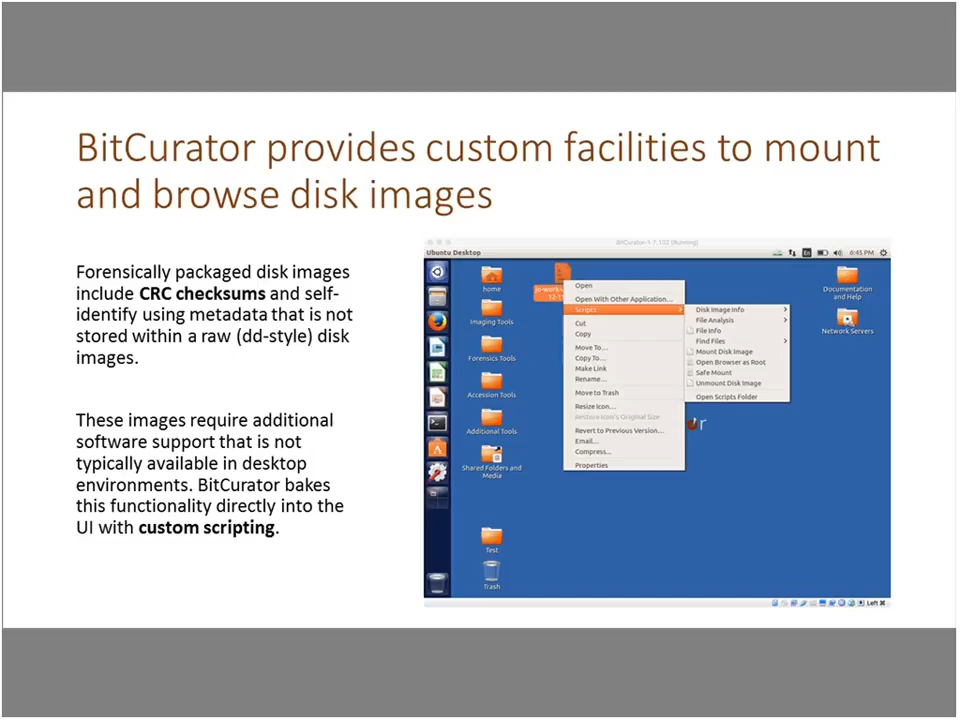 BitCurator provides custom facilities to mount
and browse disk images
Forensically packaged disk images
include CRC checksums and self-
identify using metadata that is not
stored within a raw (dd-style) disk
images.
These images require additional
software support that is not
typically available in desktop
environments. BitCurator bakes
this functionality directly into the
UI with custom scripting.
BitCurator-1.7.102 [Running]
Ubuntu Desktop
En
6:45 PM
home
Imaging Tools
Forensics Tools
Accession Tools
Additional Tools
Shared Folders and
Media
Test
Trash
jo-work-
12-1
Open
Open With Other Application...
Scripts
Cut
Copy
Move To...
Copy To...
Make Link
Rename...
Move to Trash
Resize Icon...
Restore Icon's Original Size
Revert to Previous Version...
Email...
Compress...
Properties
Disk Image Info
File Analysis
File Info
Find Files
Mount Disk Image
Open Browser as Root
Safe Mount
Unmount Disk Image
Open Scripts Folder
Documentation
and Help
Network Servers
Left ⌘